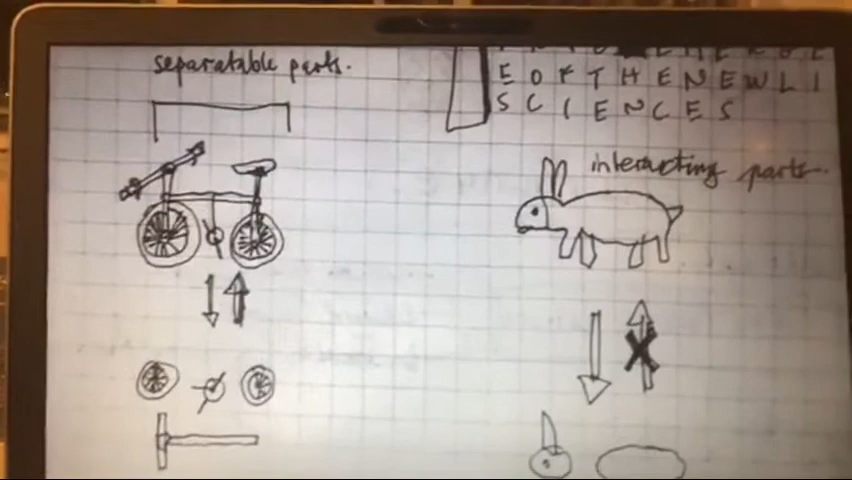 separatable parts.
E O F T H E N E W L I
S C I E N C E S
interacting parts.